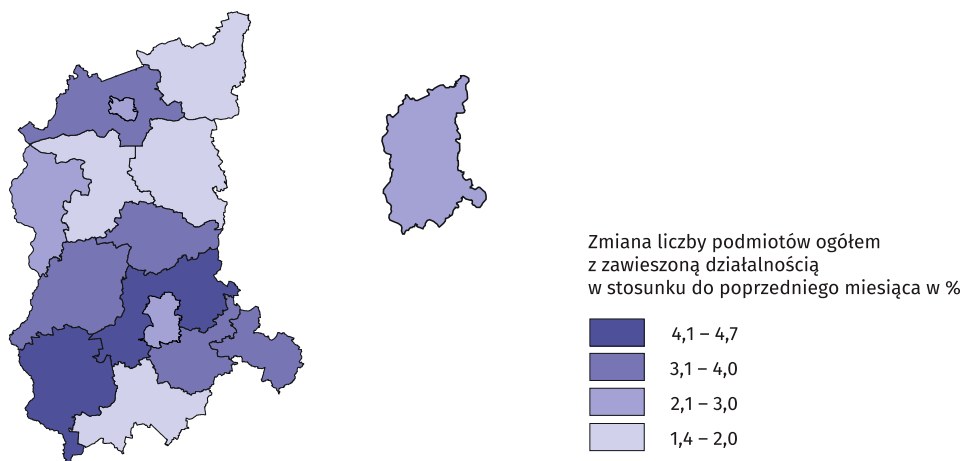 Zmiana liczby podmiotów ogółem
z zawieszoną działalnością
w stosunku do poprzedniego miesiąca w %
4,1 – 4,7
3,1 – 4,0
2,1 – 3,0
1,4 – 2,0